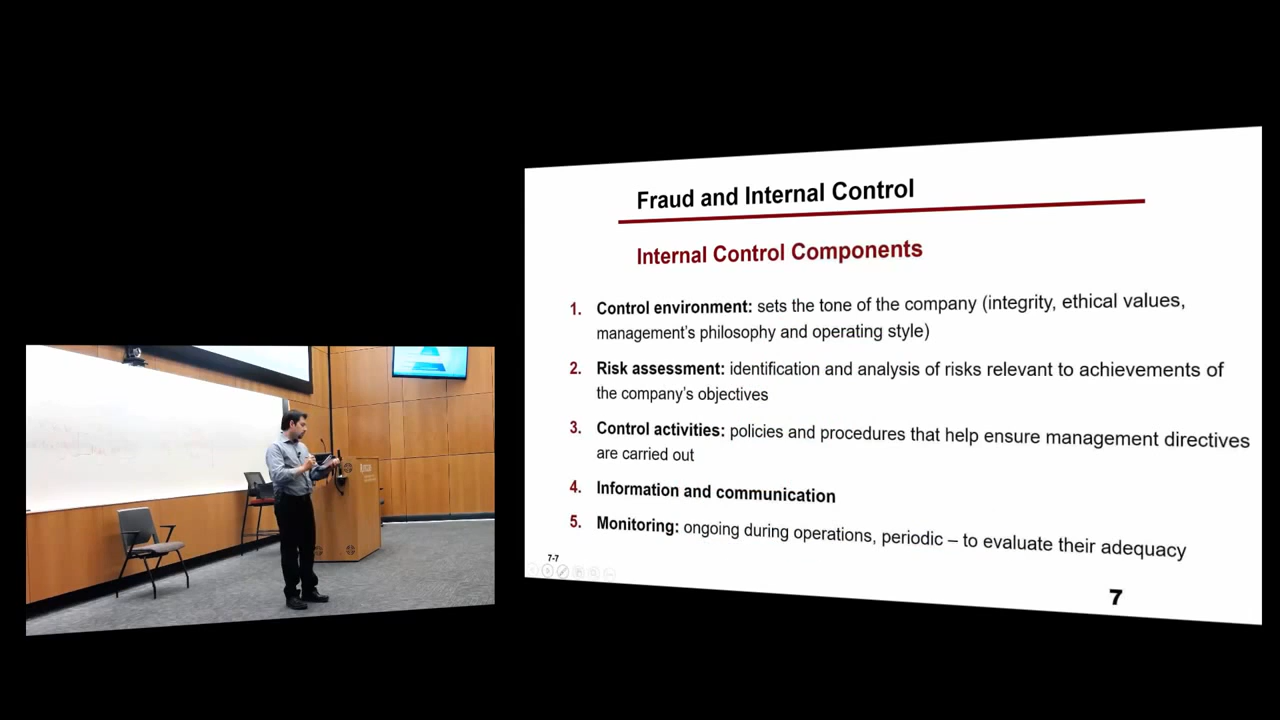 Fraud and Internal Control
Internal Control Components
1. Control environment: sets the tone of the company (integrity, ethical values,
management's philosophy and operating style)
2. Risk assessment: identification and analysis of risks relevant to achievements of
the company's objectives
3. Control activities: policies and procedures that help ensure management directives
are carried out
4. Information and communication
5. Monitoring: ongoing during operations, periodic – to evaluate their adequacy
7-7
7